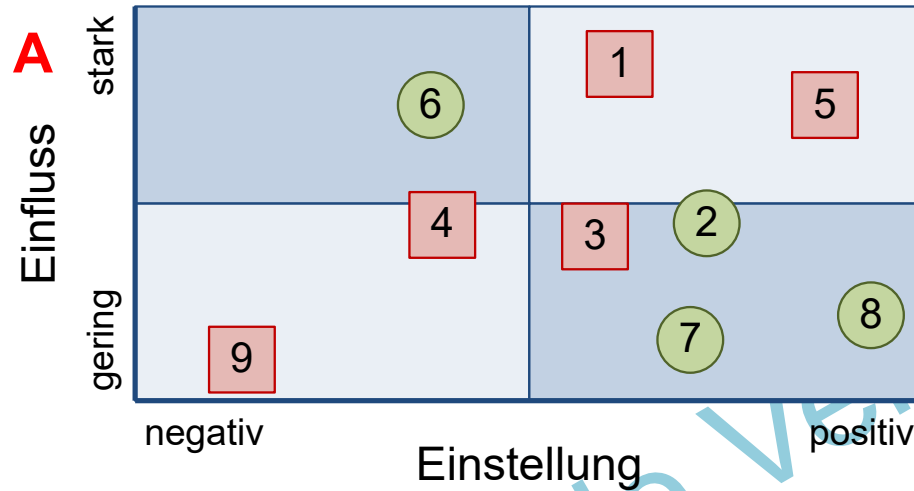 A
stark
Einfluss
gering
1
5
6
4
3
2
9
7
8
negativ
positiv
Einstellung